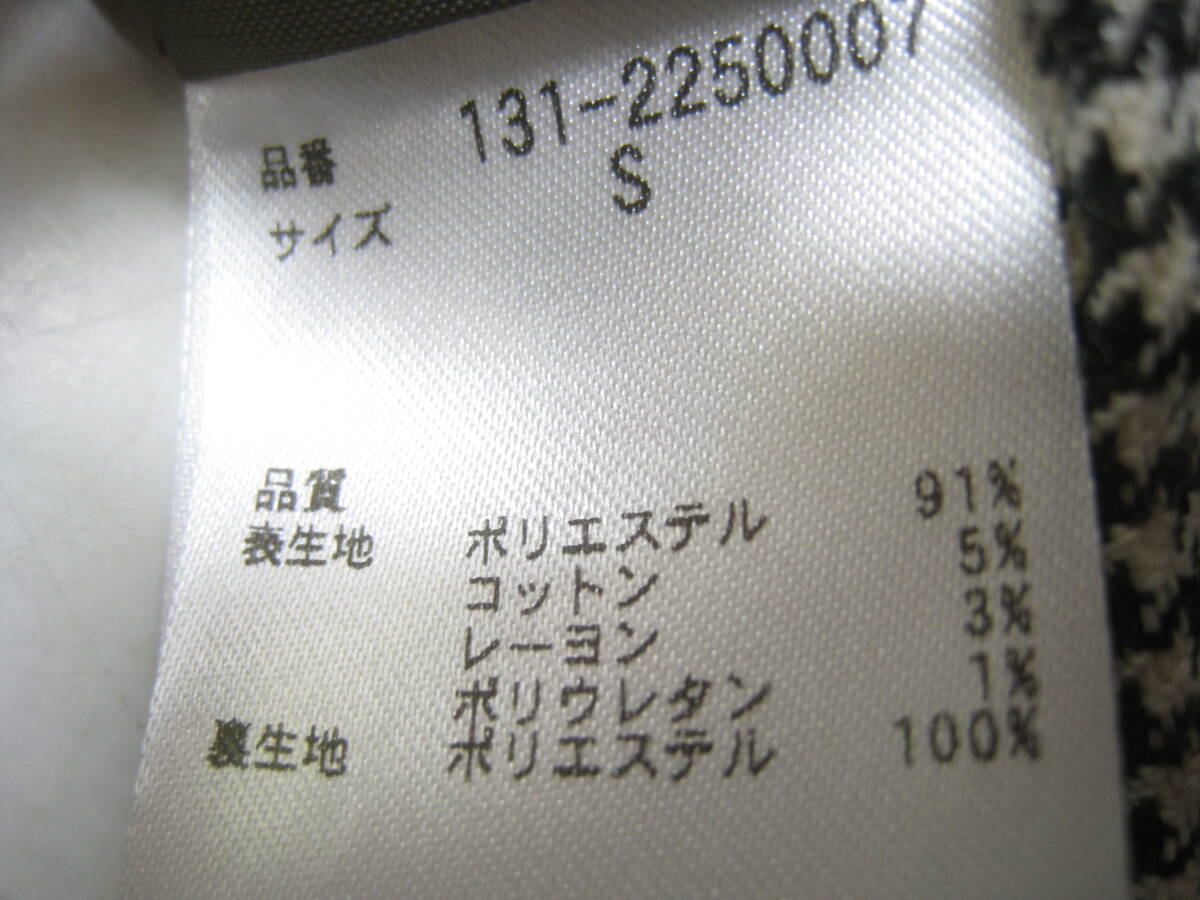 品番 131-2250007
サイズ S
品質
表生地 ポリエステル 91%
コットン 5%
レーヨン 3%
ポリウレタン 1%
裏生地 ポリエステル 100%